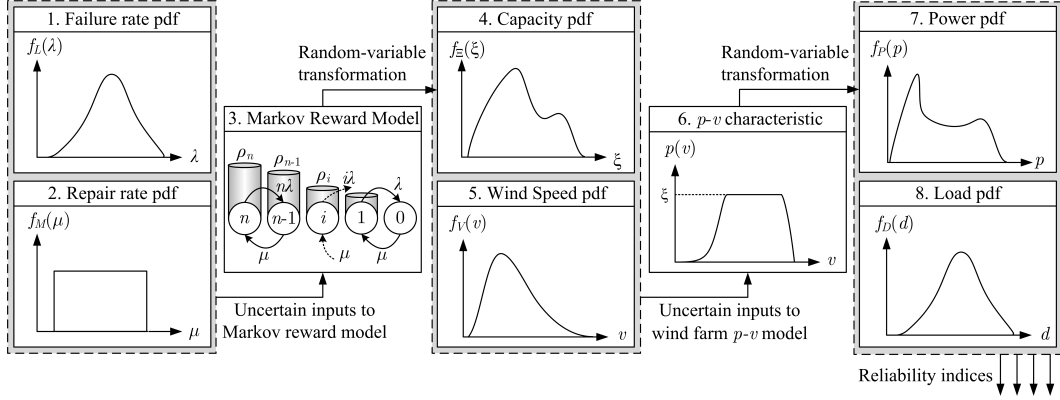 1. Failure rate pdf
f_L(λ)
λ
2. Repair rate pdf
f_M(μ)
μ
Random-variable
transformation
3. Markov Reward Model
ρ_n
ρ_{n-1}
ρ_i
nλ
iλ
λ
n
n-1
i
1
0
μ
μ
μ
Uncertain inputs to
Markov reward model
4. Capacity pdf
f_Ξ(ξ)
ξ
5. Wind Speed pdf
f_V(v)
v
Random-variable
transformation
6. p-v characteristic
p(v)
ξ
v
Uncertain inputs to
wind farm p-v model
7. Power pdf
f_P(p)
p
8. Load pdf
f_D(d)
d
Reliability indices